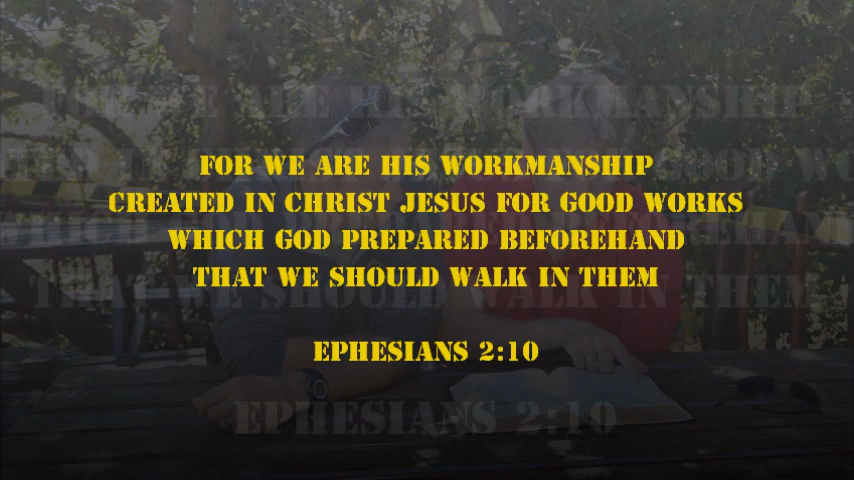 FOR WE ARE HIS WORKMANSHIP
CREATED IN CHRIST JESUS FOR GOOD WORKS
WHICH GOD PREPARED BEFOREHAND
THAT WE SHOULD WALK IN THEM
EPHESIANS 2:10